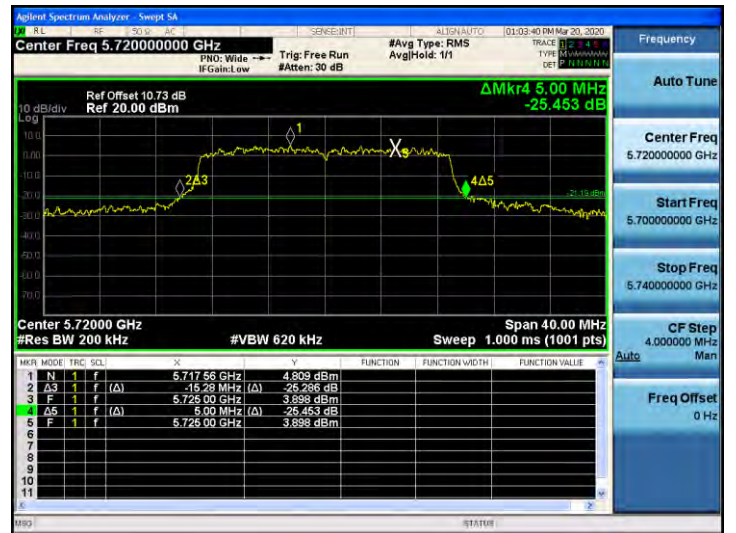 Agilent Spectrum Analyzer - Swept SA
RL RF 50 Ω AC SENSE:INT ALIGNAUTO 01:03:40 PM Mar 20, 2020
Center Freq 5.720000000 GHz
PNO: Wide
IFGain:Low
Trig: Free Run
#Atten: 30 dB
#Avg Type: RMS
Avg|Hold: 1/1
TRACE 1 2 3 4 5 6
TYPE
DET P N N N N N
Ref Offset 10.73 dB
10 dB/div Ref 20.00 dBm
ΔMkr4 5.00 MHz
-25.453 dB
Log
10.0
0.00
-10.0
-20.0
-30.0
-40.0
-50.0
-60.0
-70.0
1
2Δ3
4Δ5
-21.19 dBm
Center 5.72000 GHz Span 40.00 MHz
#Res BW 200 kHz #VBW 620 kHz Sweep 1.000 ms (1001 pts)
MKR MODE TRC SCL X Y FUNCTION FUNCTION WIDTH FUNCTION VALUE
1 N 1 f 5.717 56 GHz 4.809 dBm
2 Δ3 1 f (Δ) -15.28 MHz (Δ) -25.286 dB
3 F 1 f 5.725 00 GHz 3.898 dBm
4 Δ5 1 f (Δ) 5.00 MHz (Δ) -25.453 dB
5 F 1 f 5.725 00 GHz 3.898 dBm
6
7
8
9
10
11
MSG STATUS
Frequency
Auto Tune
Center Freq
5.720000000 GHz
Start Freq
5.700000000 GHz
Stop Freq
5.740000000 GHz
CF Step
4.000000 MHz
Auto Man
Freq Offset
0 Hz